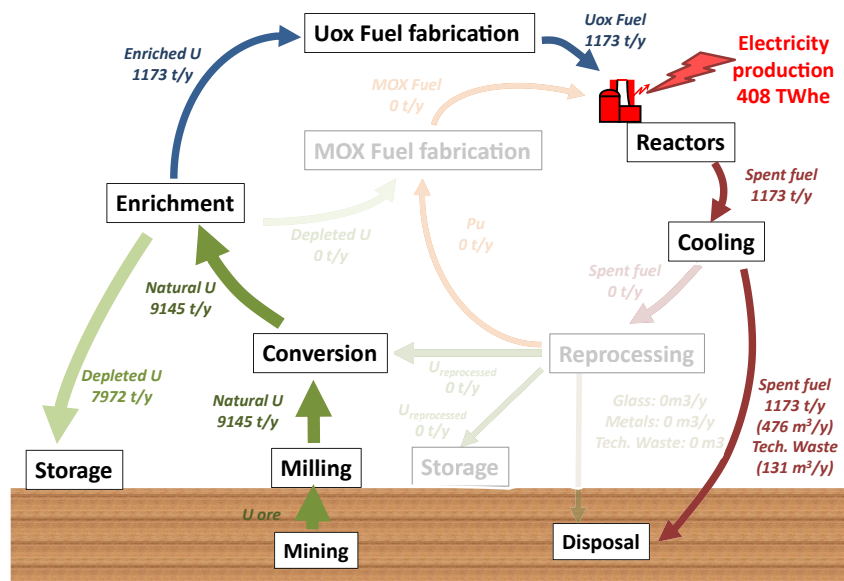 Uox Fuel fabrication
Enriched U
1173 t/y
Uox Fuel
1173 t/y
Electricity
production
408 TWhe
MOX Fuel
0 t/y
MOX Fuel fabrication
Reactors
Spent fuel
1173 t/y
Enrichment
Depleted U
0 t/y
Pu
0 t/y
Cooling
Spent fuel
0 t/y
Natural U
9145 t/y
Conversion
Reprocessing
Depleted U
7972 t/y
Natural U
9145 t/y
Ureprocessed
0 t/y
Ureprocessed
0 t/y
Glass: 0m3/y
Metals: 0 m3/y
Tech. Waste: 0 m3
Spent fuel
1173 t/y
(476 m³/y)
Tech. Waste
(131 m³/y)
Storage
Milling
Storage
U ore
Mining
Disposal